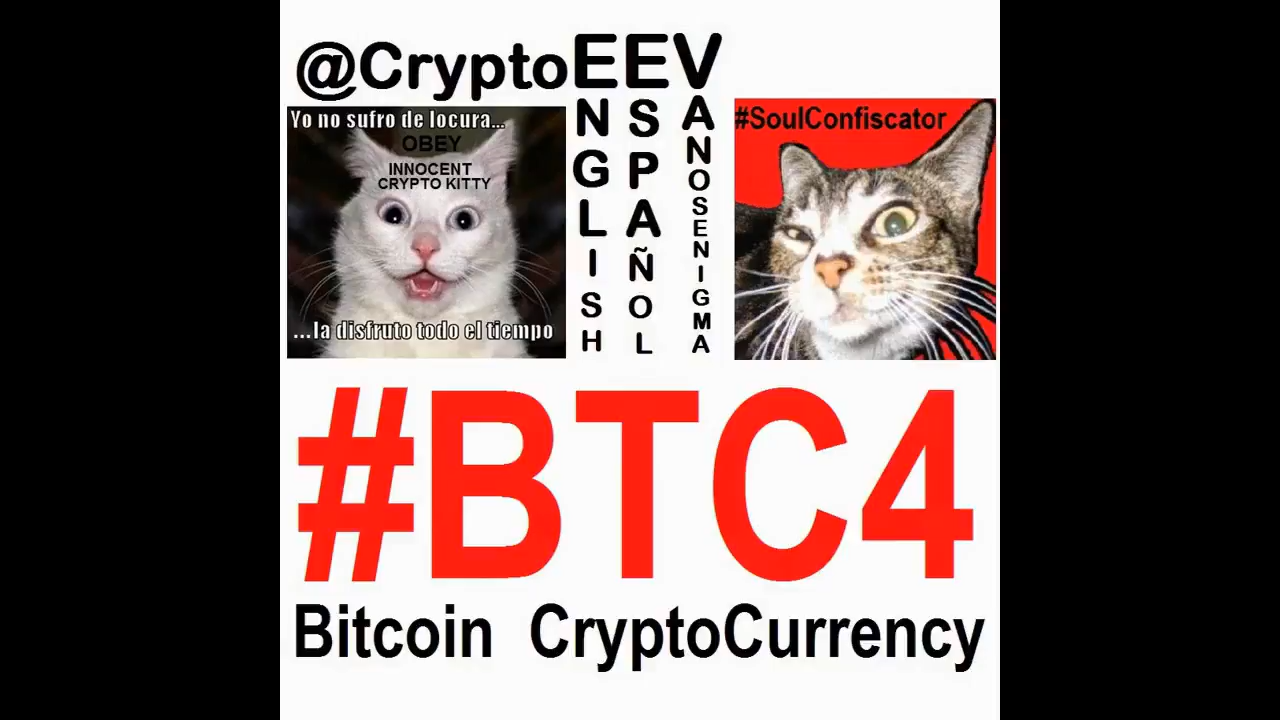 @CryptoEEV
ENGLISH
ESPAÑOL
VANOSENIGMA
Yo no sufro de locura...
OBEY
INNOCENT
CRYPTO KITTY
...la disfruto todo el tiempo
#SoulConfiscator
#BTC4
Bitcoin CryptoCurrency